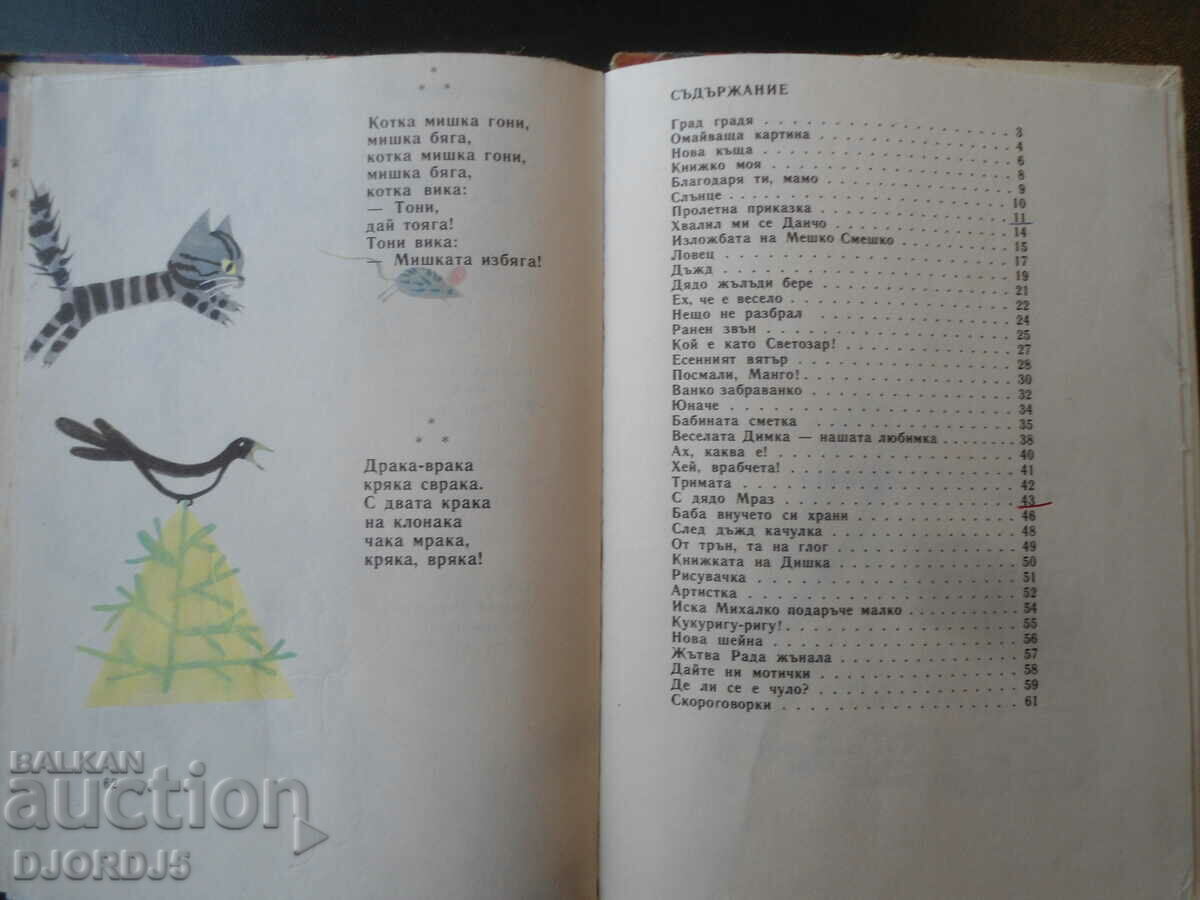 * * *
Котка мишка гони,
мишка бяга,
котка мишка гони,
мишка бяга,
котка вика:
— Тони,
дай тояга!
Тони вика:
— Мишката избяга!
* * *
Драка-врака
кряка сврака.
С двата крака
на клонака
чака мрака,
кряка, вряка!
62
СЪДЪРЖАНИЕ
Град градя . . . 3
Омайваща картина . . . 4
Нова къща . . . 6
Книжко моя . . . 8
Благодаря ти, мамо . . . 9
Слънце . . . 10
Пролетна приказка . . . 11
Хвалил ми се Данчо . . . 14
Изложбата на Мешко Смешко . . . 15
Ловец . . . 17
Дъжд . . . 19
Дядо жълъди бере . . . 21
Ех, че е весело . . . 22
Нещо не разбрал . . . 24
Ранен звън . . . 25
Кой е като Светозар! . . . 27
Есенният вятър . . . 28
Посмали, Манго! . . . 30
Ванко забраванко . . . 32
Юначе . . . 34
Бабината сметка . . . 35
Веселата Димка — нашата любимка . . . 38
Ах, каква е! . . . 40
Хей, врабчета! . . . 41
Тримата . . . 42
С дядо Мраз . . . 43
Баба внучето си храни . . . 46
След дъжд качулка . . . 48
От трън, та на глог . . . 49
Книжката на Дишка . . . 50
Рисувачка . . . 51
Артистка . . . 52
Иска Михалко подаръче малко . . . 54
Кукуригу-ригу! . . . 55
Нова шейна . . . 56
Жътва Рада жънала . . . 57
Дайте ни мотички . . . 58
Де ли се е чуло? . . . 59
Скороговорки . . . 61
BALKAN
auction
DJORDJ5